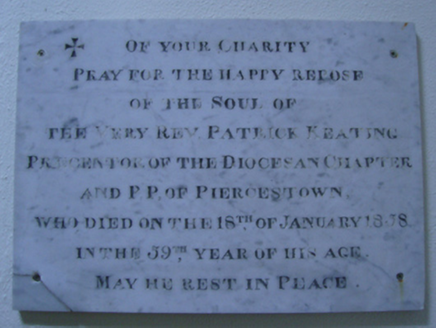 ✠ OF YOUR CHARITY
PRAY FOR THE HAPPY REPOSE
OF THE SOUL OF
THE VERY REV. PATRICK KEATING
PRECENTOR OF THE DIOCESAN CHAPTER
AND P.P. OF PIERCESTOWN,
WHO DIED ON THE 18TH OF JANUARY
IN THE 59TH YEAR OF HIS AGE.
MAY HE REST IN PEACE.